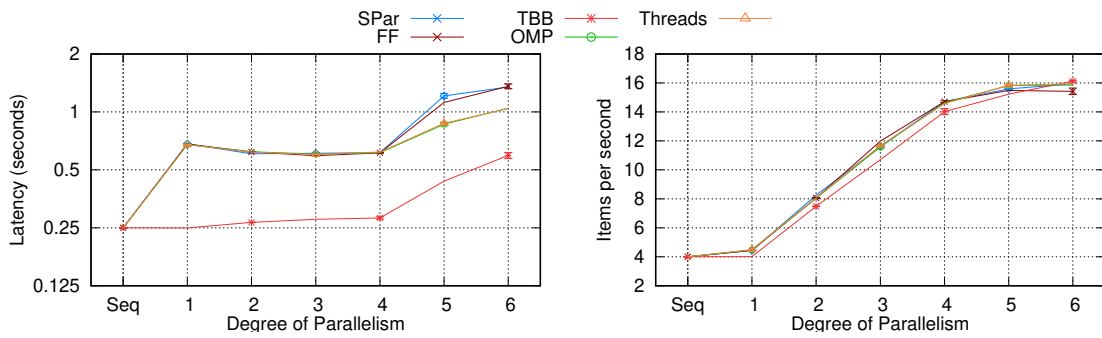 SPar TBB Threads
FF OMP
Latency (seconds)
2
1
0.5
0.25
0.125
Seq 1 2 3 4 5 6
Degree of Parallelism
Items per second
18
16
14
12
10
8
6
4
2
Seq 1 2 3 4 5 6
Degree of Parallelism